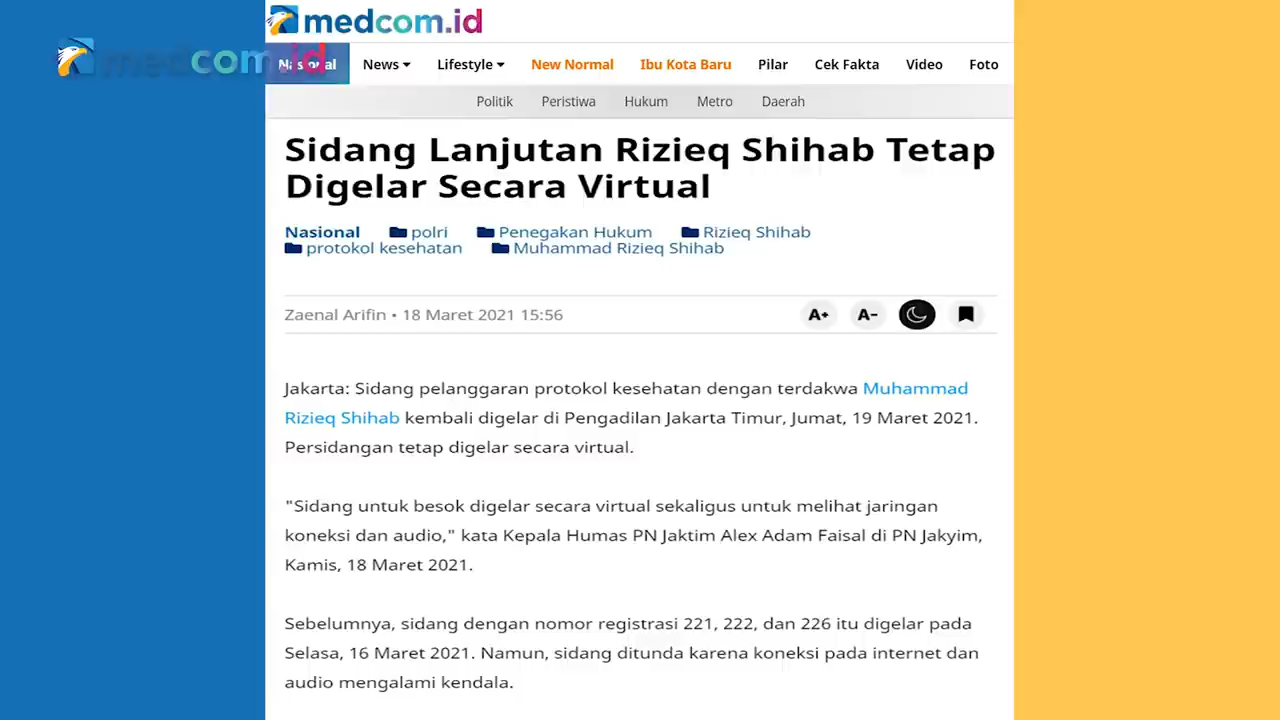 medcom.id
medcom.id
Nasional News Lifestyle New Normal Ibu Kota Baru Pilar Cek Fakta Video Foto
Politik Peristiwa Hukum Metro Daerah
Sidang Lanjutan Rizieq Shihab Tetap
Digelar Secara Virtual
Nasional polri Penegakan Hukum Rizieq Shihab
protokol kesehatan Muhammad Rizieq Shihab
Zaenal Arifin • 18 Maret 2021 15:56 A+ A-
Jakarta: Sidang pelanggaran protokol kesehatan dengan terdakwa Muhammad
Rizieq Shihab kembali digelar di Pengadilan Jakarta Timur, Jumat, 19 Maret 2021.
Persidangan tetap digelar secara virtual.
"Sidang untuk besok digelar secara virtual sekaligus untuk melihat jaringan
koneksi dan audio," kata Kepala Humas PN Jaktim Alex Adam Faisal di PN Jakyim,
Kamis, 18 Maret 2021.
Sebelumnya, sidang dengan nomor registrasi 221, 222, dan 226 itu digelar pada
Selasa, 16 Maret 2021. Namun, sidang ditunda karena koneksi pada internet dan
audio mengalami kendala.